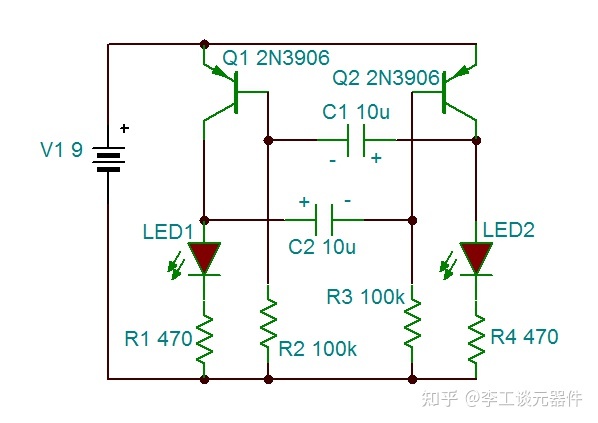 Q1 2N3906
Q2 2N3906
C1 10u
- +
V1 9
+
+ -
C2 10u
LED1
LED2
R3 100k
R1 470
R2 100k
R4 470
知乎 @李工谈元器件